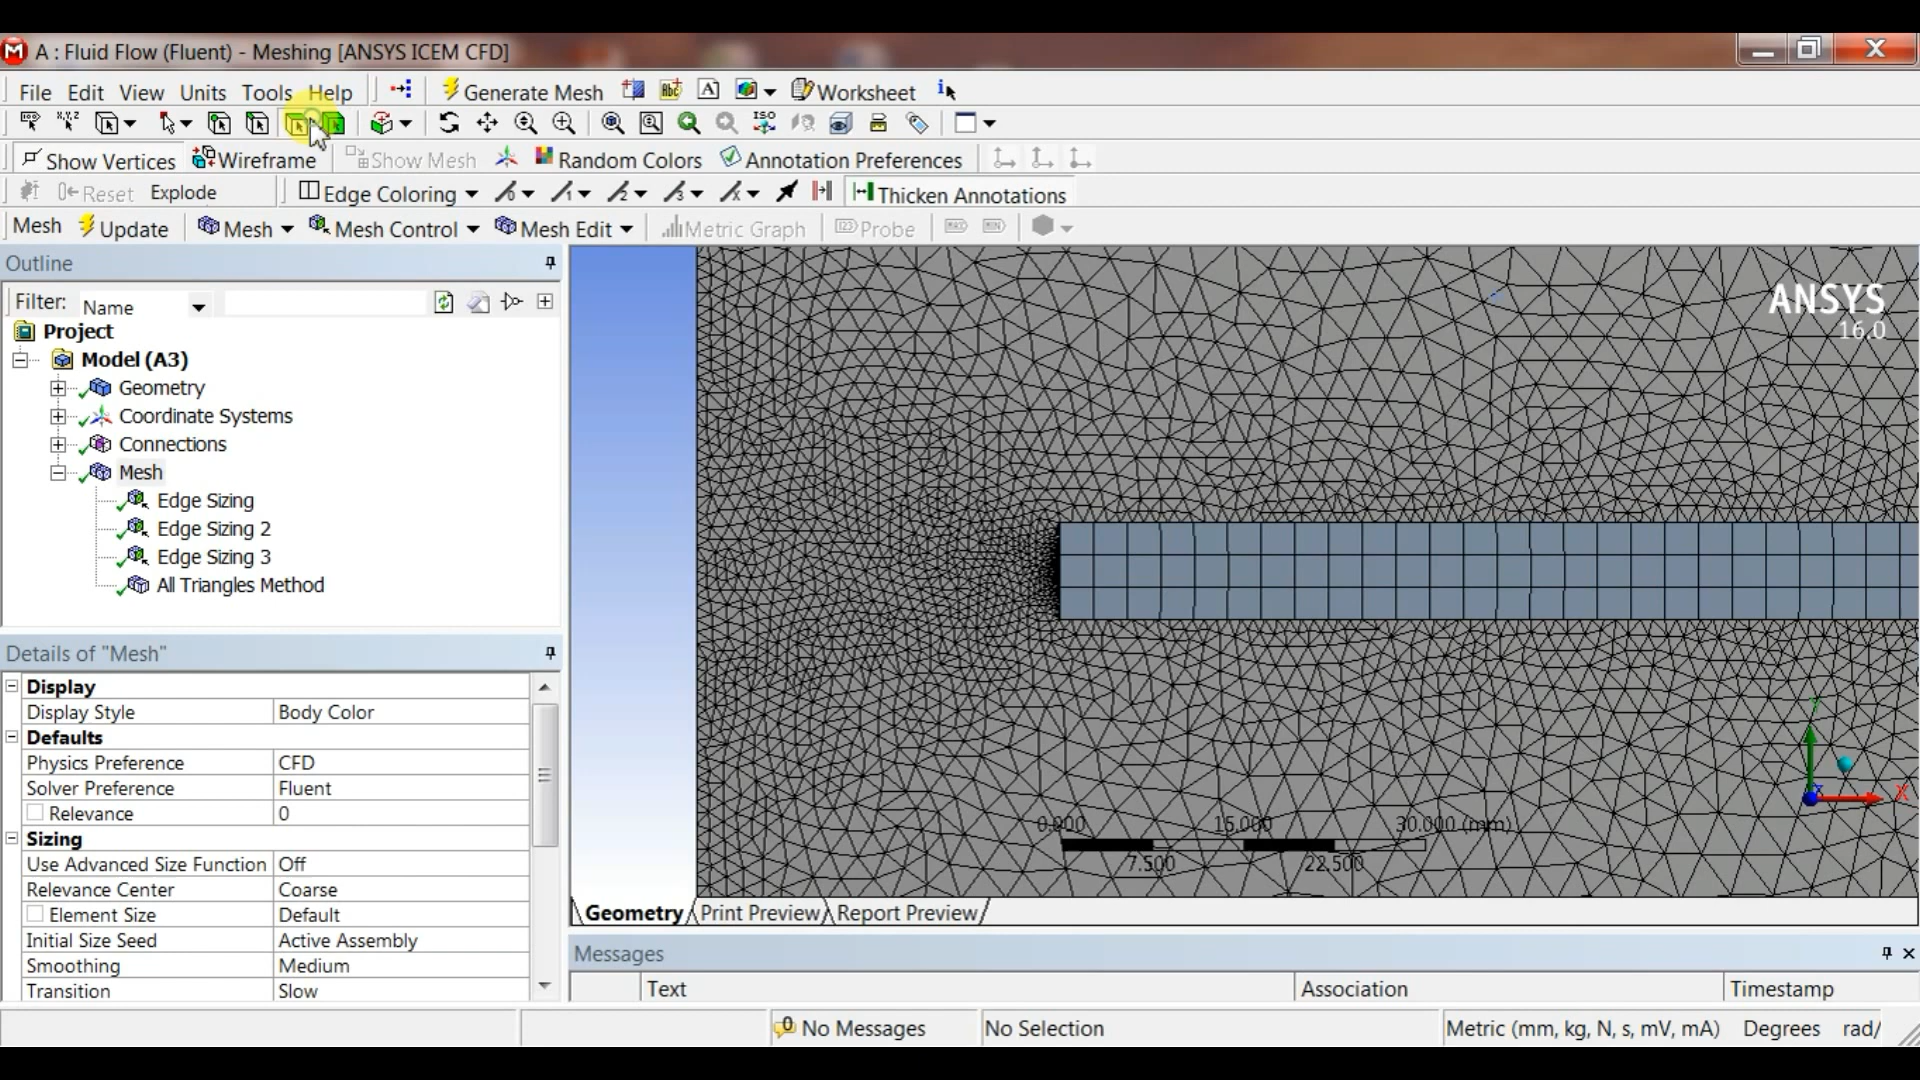 A : Fluid Flow (Fluent) - Meshing [ANSYS ICEM CFD]
File Edit View Units Tools Help Generate Mesh Worksheet
Show Vertices Wireframe Show Mesh Random Colors Annotation Preferences
Reset Explode Edge Coloring Thicken Annotations
Mesh Update Mesh Mesh Control Mesh Edit Metric Graph Probe
Outline
Filter: Name
Project
Model (A3)
Geometry
Coordinate Systems
Connections
Mesh
Edge Sizing
Edge Sizing 2
Edge Sizing 3
All Triangles Method
Details of "Mesh"
Display
Display Style Body Color
Defaults
Physics Preference CFD
Solver Preference Fluent
Relevance 0
Sizing
Use Advanced Size Function Off
Relevance Center Coarse
Element Size Default
Initial Size Seed Active Assembly
Smoothing Medium
Transition Slow
ANSYS
16.0
Y
X
0.000 15.000 30.000 (mm)
7.500 22.500
Geometry Print Preview Report Preview
Messages
Text Association Timestamp
No Messages No Selection Metric (mm, kg, N, s, mV, mA) Degrees rad/